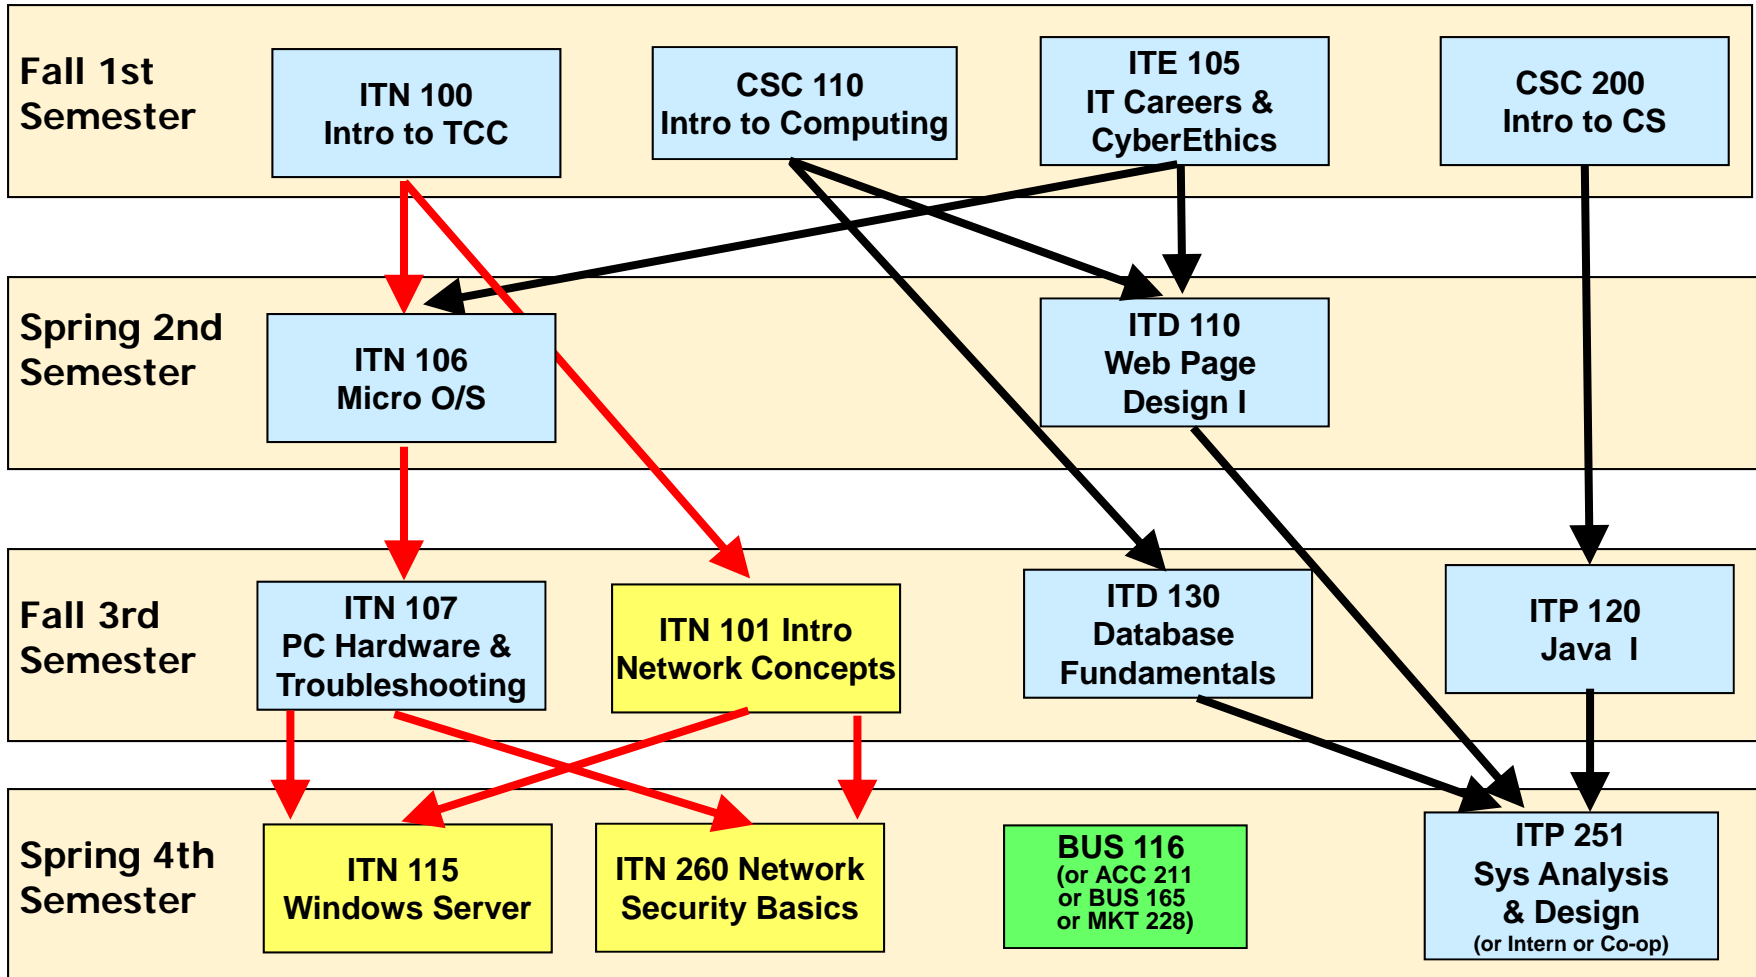 Fall 1st
Semester
ITN 100
Intro to TCC
CSC 110
Intro to Computing
ITE 105
IT Careers &
CyberEthics
CSC 200
Intro to CS
Spring 2nd
Semester
ITN 106
Micro O/S
ITD 110
Web Page
Design I
Fall 3rd
Semester
ITN 107
PC Hardware &
Troubleshooting
ITN 101 Intro
Network Concepts
ITD 130
Database
Fundamentals
ITP 120
Java I
Spring 4th
Semester
ITN 115
Windows Server
ITN 260 Network
Security Basics
BUS 116
(or ACC 211
or BUS 165
or MKT 228)
ITP 251
Sys Analysis
& Design
(or Intern or Co-op)